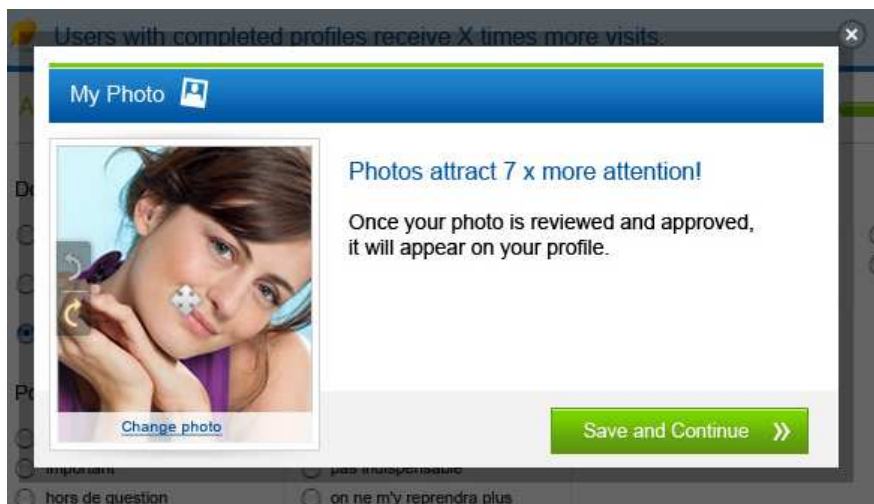 Users with completed profiles receive X times more visits.
My Photo
Photos attract 7 x more attention!
Once your photo is reviewed and approved,
it will appear on your profile.
Change photo
Save and Continue
important
pas indispensable
hors de question
on ne m'y reprendra plus